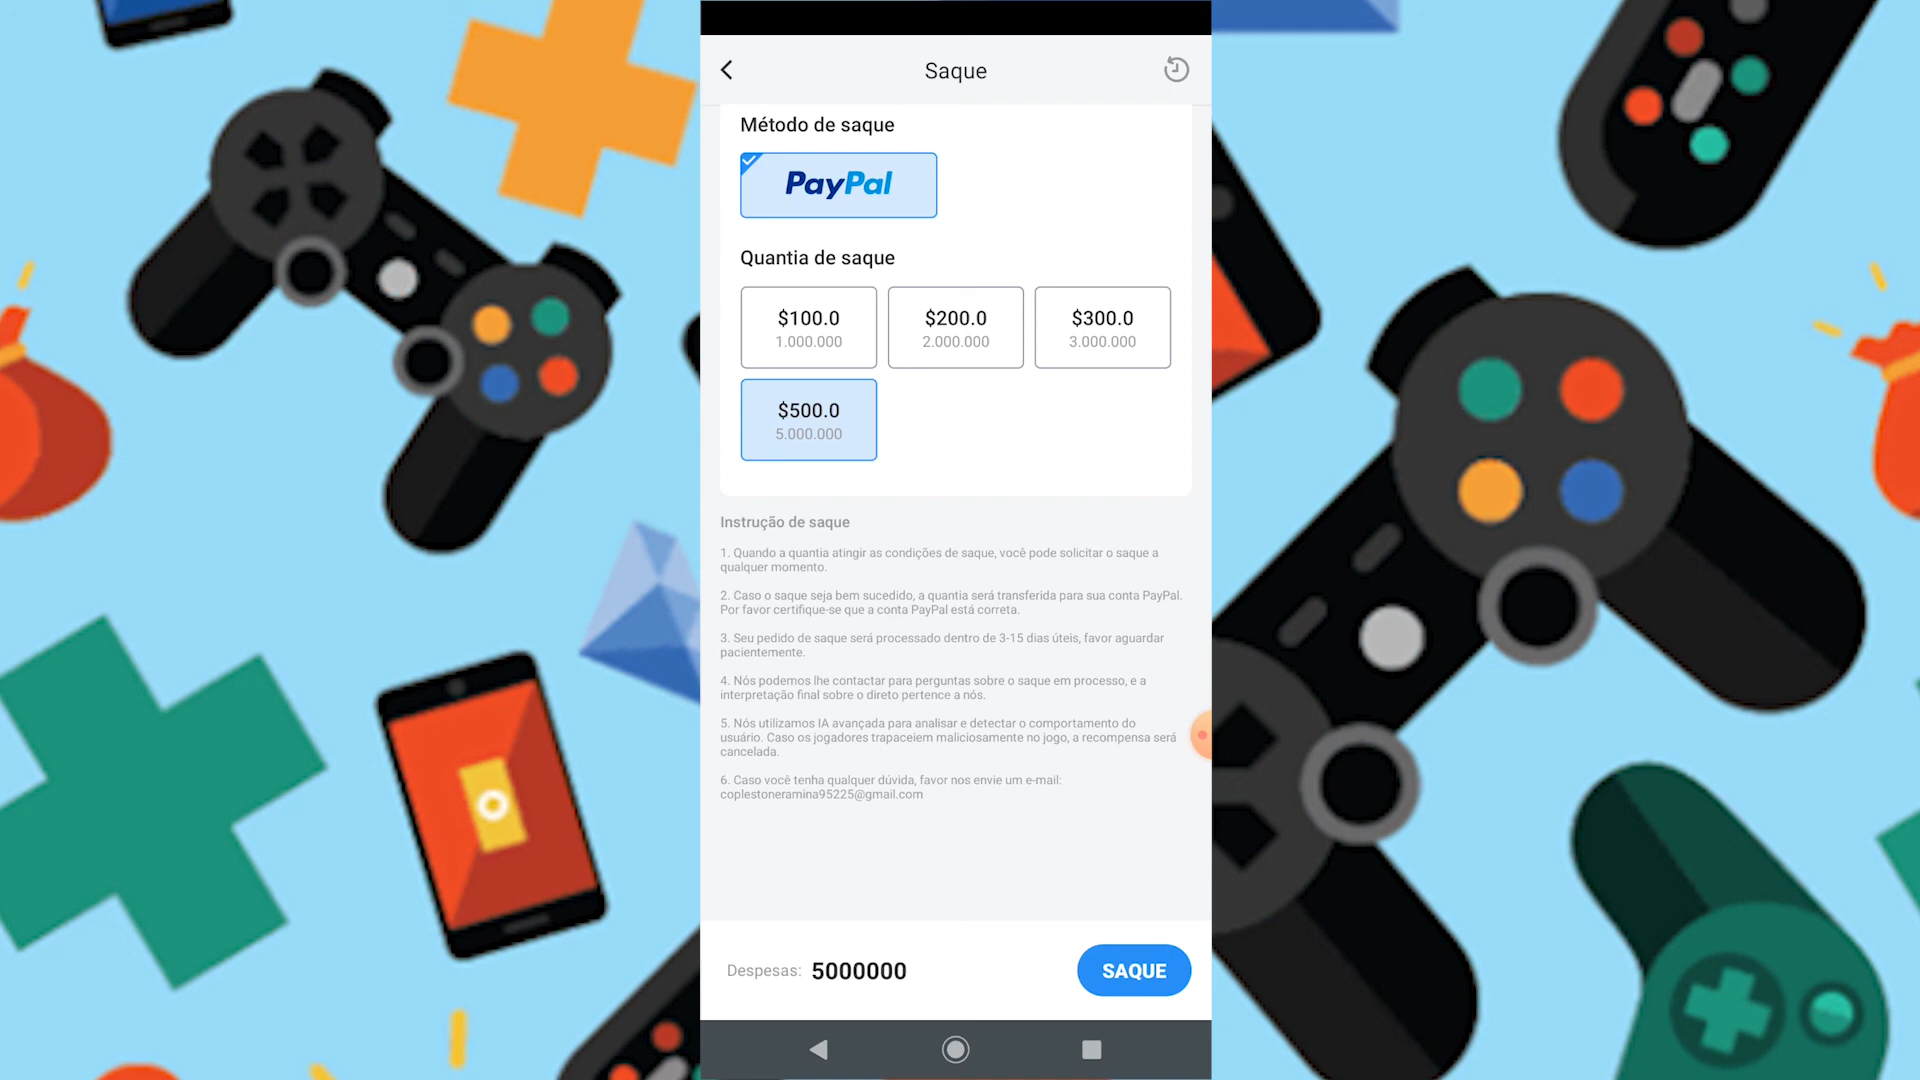 Saque
Método de saque
PayPal
Quantia de saque
$100.0
1.000.000
$200.0
2.000.000
$300.0
3.000.000
$500.0
5.000.000
Instrução de saque
1. Quando a quantia atingir as condições de saque, você pode solicitar o saque a
qualquer momento.
2. Caso o saque seja bem sucedido, a quantia será transferida para sua conta PayPal.
Por favor certifique-se que a conta PayPal está correta.
3. Seu pedido de saque será processado dentro de 3-15 dias úteis, favor aguardar
pacientemente.
4. Nós podemos lhe contactar para perguntas sobre o saque em processo, e a
interpretação final sobre o direto pertence a nós.
5. Nós utilizamos IA avançada para analisar e detectar o comportamento do
usuário. Caso os jogadores trapaceiem maliciosamente no jogo, a recompensa será
cancelada.
6. Caso você tenha qualquer dúvida, favor nos envie um e-mail:
coplestoneramina95225@gmail.com
Despesas: 5000000
SAQUE